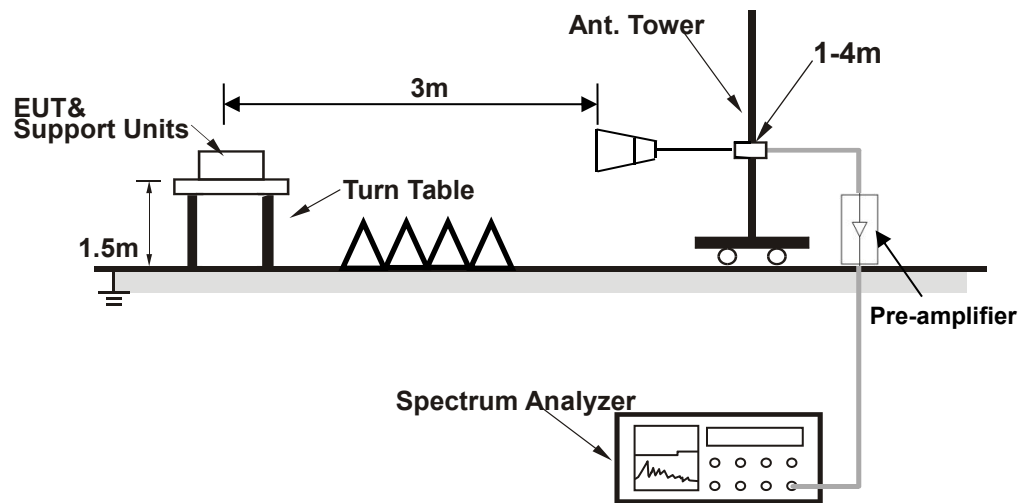 Ant. Tower
1-4m
3m
EUT&
Support Units
Turn Table
1.5m
Pre-amplifier
Spectrum Analyzer